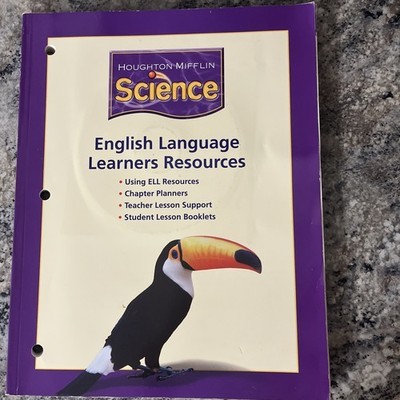 HOUGHTON MIFFLIN
Science
English Language
Learners Resources
• Using ELL Resources
• Chapter Planners
• Teacher Lesson Support
• Student Lesson Booklets